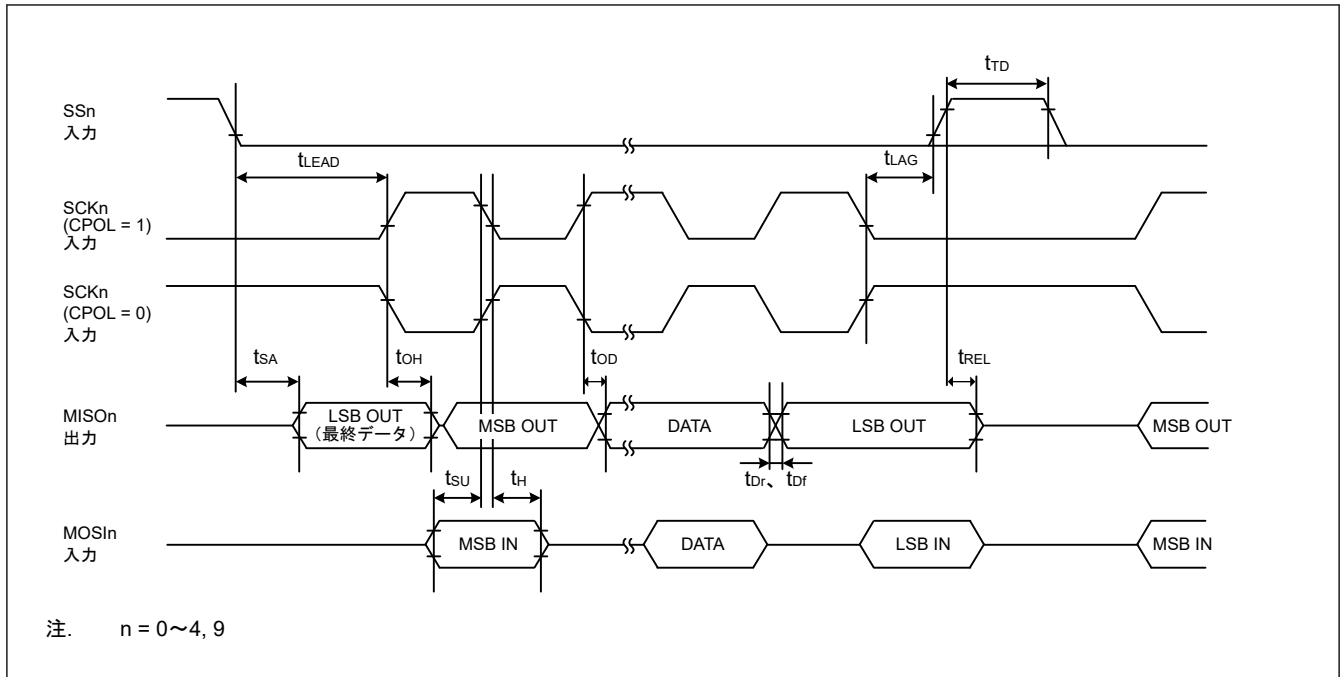 tTD
SSn
入力
tLEAD
tLAG
SCKn
(CPOL = 1)
入力
SCKn
(CPOL = 0)
入力
tSA
tOH
tOD
tREL
MISOn
出力
LSB OUT
(最終データ)
MSB OUT
DATA
LSB OUT
MSB OUT
tSU
tH
tDr、 tDf
MOSIn
入力
MSB IN
DATA
LSB IN
MSB IN
注. n = 0〜4, 9